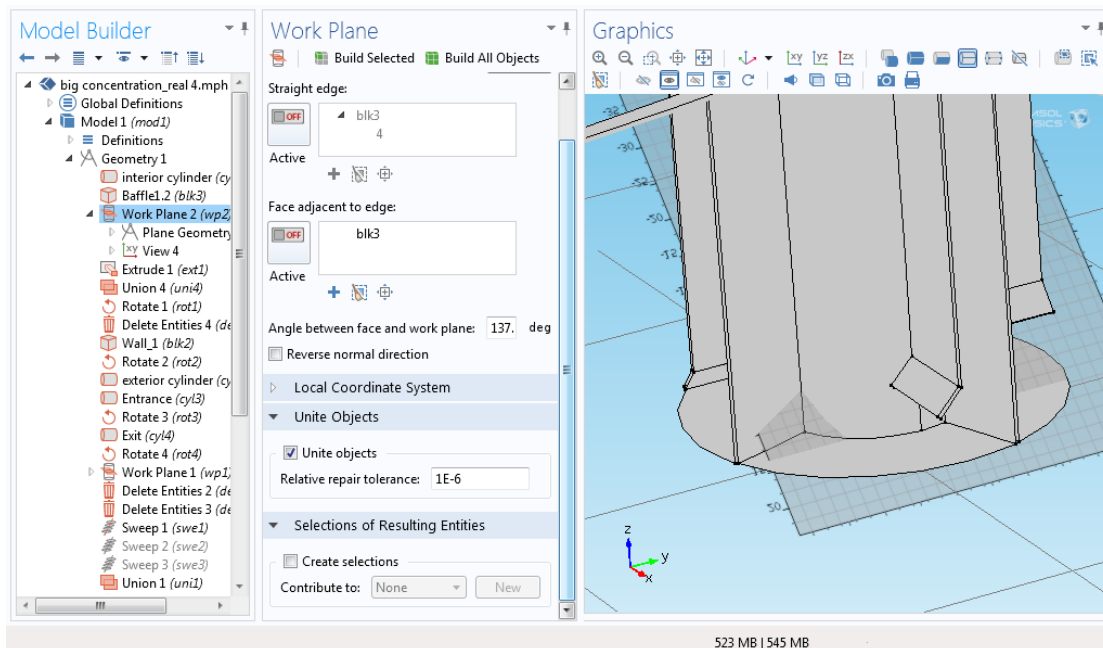 Model Builder
big concentration_real 4.mph
Global Definitions
Model 1 (mod1)
Definitions
Geometry 1
interior cylinder (cy
Baffle1.2 (blk3)
Work Plane 2 (wp2)
Plane Geometry
View 4
Extrude 1 (ext1)
Union 4 (uni4)
Rotate 1 (rot1)
Delete Entities 4 (de
Wall_1 (blk2)
Rotate 2 (rot2)
exterior cylinder (cy
Entrance (cyl3)
Rotate 3 (rot3)
Exit (cyl4)
Rotate 4 (rot4)
Work Plane 1 (wp1)
Delete Entities 2 (de
Delete Entities 3 (de
Sweep 1 (swe1)
Sweep 2 (swe2)
Sweep 3 (swe3)
Union 1 (uni1)
Work Plane
Build Selected Build All Objects
Straight edge:
OFF
blk3
4
Active
Face adjacent to edge:
OFF
blk3
Active
Angle between face and work plane: 137. deg
Reverse normal direction
Local Coordinate System
Unite Objects
Unite objects
Relative repair tolerance: 1E-6
Selections of Resulting Entities
Create selections
Contribute to: None New
Graphics
xy yz zx
-30
20
z
y
x
523 MB | 545 MB